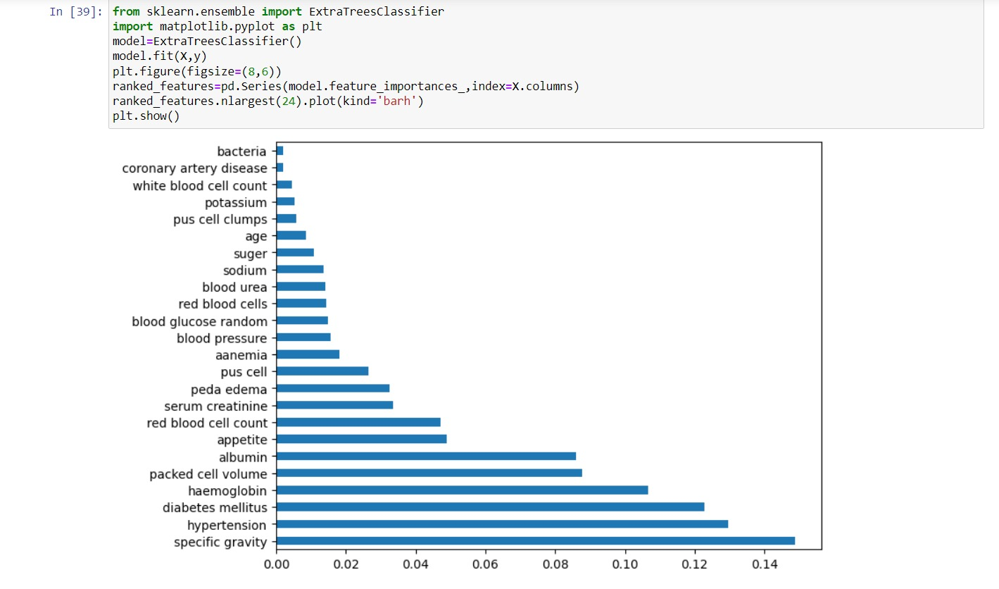 In [39]: from sklearn.ensemble import ExtraTreesClassifier
import matplotlib.pyplot as plt
model=ExtraTreesClassifier()
model.fit(X,y)
plt.figure(figsize=(8,6))
ranked_features=pd.Series(model.feature_importances_,index=X.columns)
ranked_features.nlargest(24).plot(kind='barh')
plt.show()
bacteria
coronary artery disease
white blood cell count
potassium
pus cell clumps
age
suger
sodium
blood urea
red blood cells
blood glucose random
blood pressure
aanemia
pus cell
peda edema
serum creatinine
red blood cell count
appetite
albumin
packed cell volume
haemoglobin
diabetes mellitus
hypertension
specific gravity
0.00 0.02 0.04 0.06 0.08 0.10 0.12 0.14